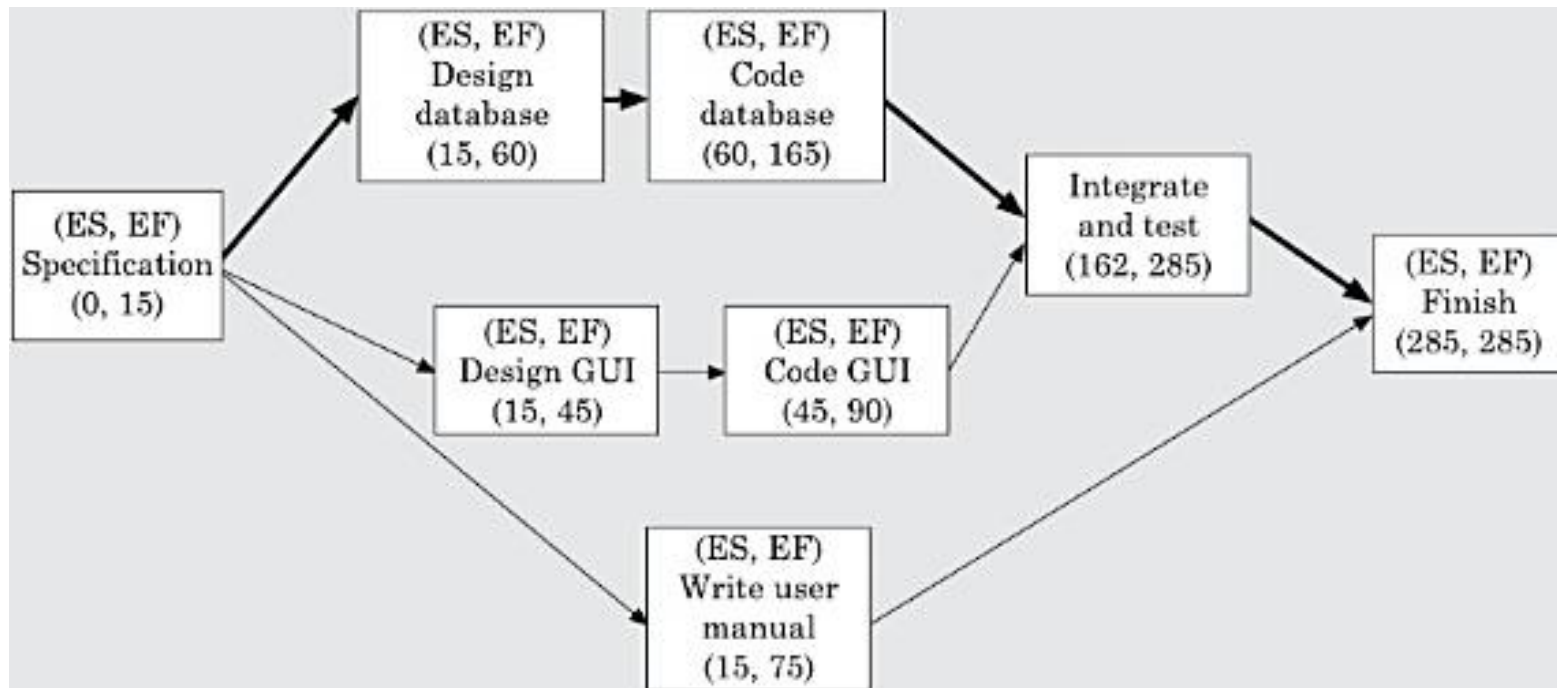 (ES, EF)
Design
database
(15, 60)
(ES, EF)
Code
database
(60, 165)
(ES, EF)
Specification
(0, 15)
Integrate
and test
(162, 285)
(ES, EF)
Finish
(285, 285)
(ES, EF)
Design GUI
(15, 45)
(ES, EF)
Code GUI
(45, 90)
(ES, EF)
Write user
manual
(15, 75)